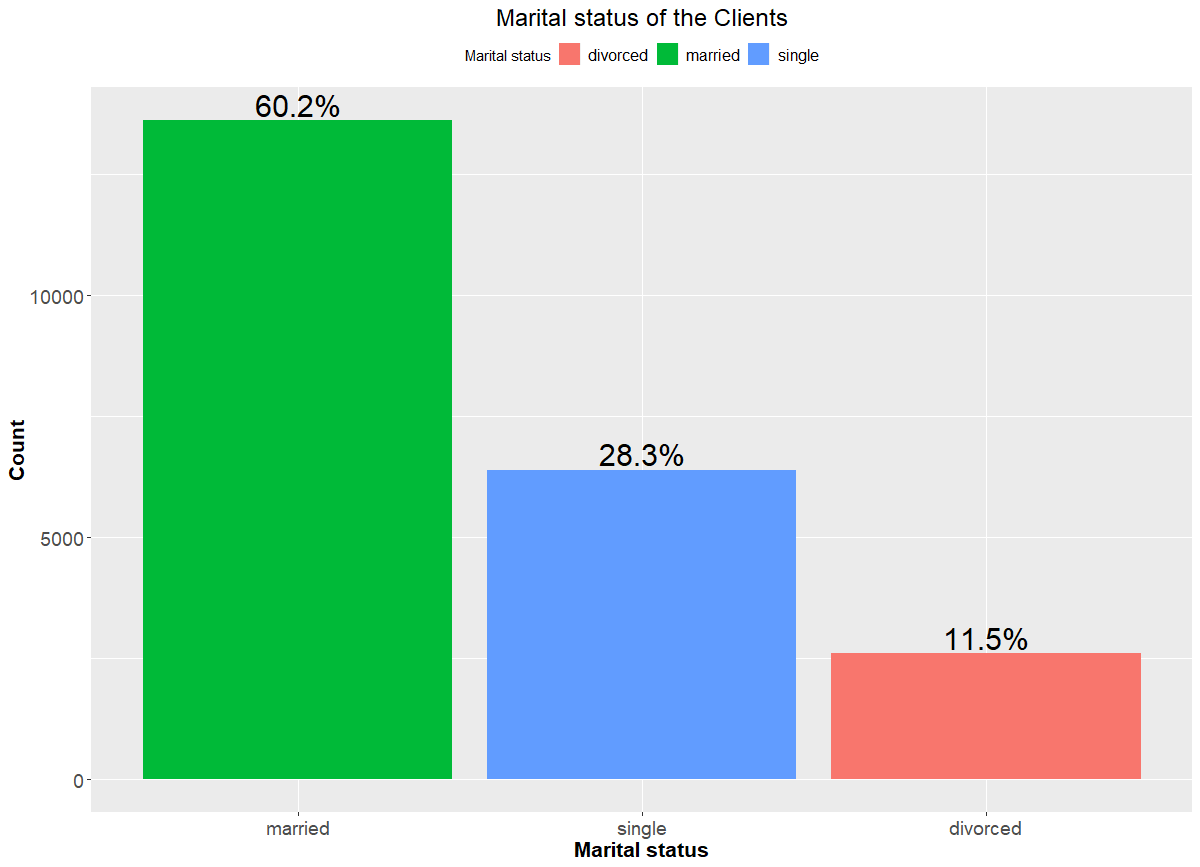 Marital status of the Clients
Marital status divorced married single
60.2%
28.3%
11.5%
10000
5000
0
Count
married single divorced
Marital status